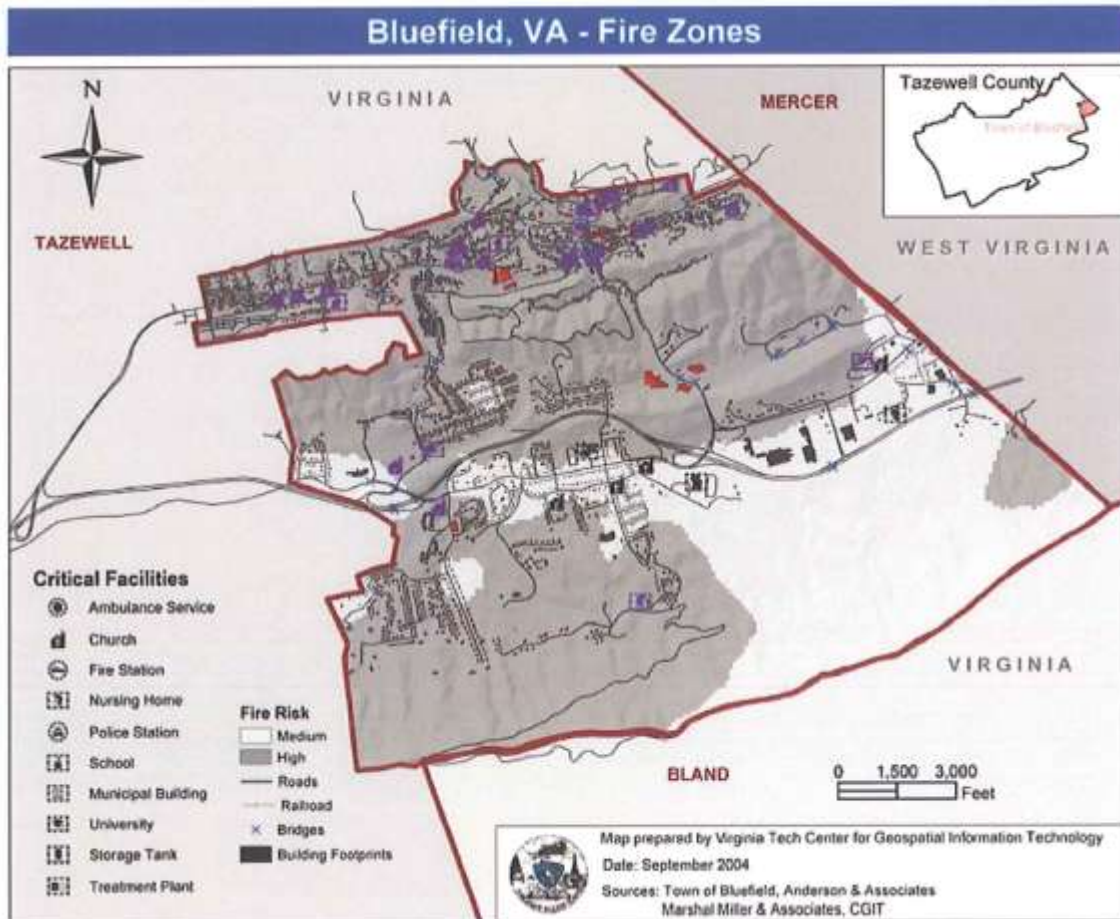 Bluefield, VA - Fire Zones
N
VIRGINIA
MERCER
Tazewell County
Town of Bluefield
TAZEWELL
WEST VIRGINIA
Critical Facilities
Ambulance Service
Church
Fire Station
Nursing Home
Police Station
School
Municipal Building
University
Storage Tank
Treatment Plant
Fire Risk
Medium
High
Roads
Railroad
Bridges
Building Footprints
VIRGINIA
BLAND
0 1,500 3,000
Feet
Map prepared by Virginia Tech Center for Geospatial Information Technology
Date: September 2004
Sources: Town of Bluefield, Anderson & Associates
Marshal Miller & Associates, CGIT